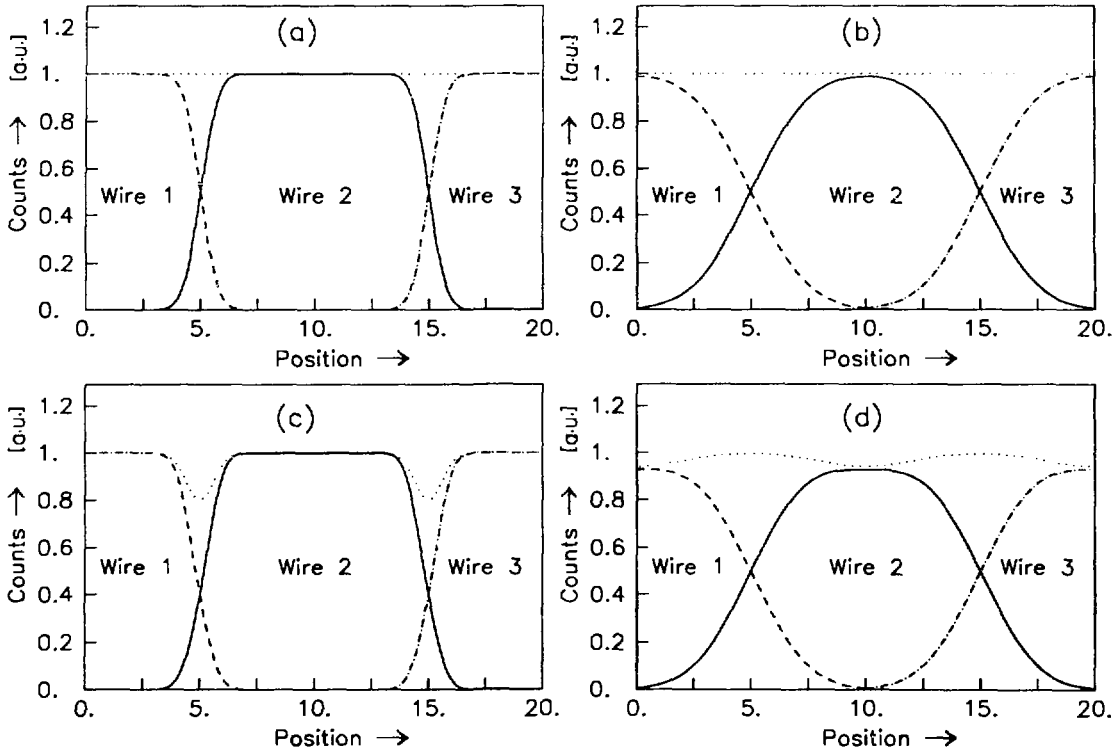 (a)
Counts → [a.u.]
1.2
1.
0.8
0.6
0.4
0.2
0.
Wire 1
Wire 2
Wire 3
0. 5. 10. 15. 20.
Position →
(b)
Counts → [a.u.]
1.2
1.
0.8
0.6
0.4
0.2
0.
Wire 1
Wire 2
Wire 3
0. 5. 10. 15. 20.
Position →
(c)
Counts → [a.u.]
1.2
1.
0.8
0.6
0.4
0.2
0.
Wire 1
Wire 2
Wire 3
0. 5. 10. 15. 20.
Position →
(d)
Counts → [a.u.]
1.2
1.
0.8
0.6
0.4
0.2
0.
Wire 1
Wire 2
Wire 3
0. 5. 10. 15. 20.
Position →